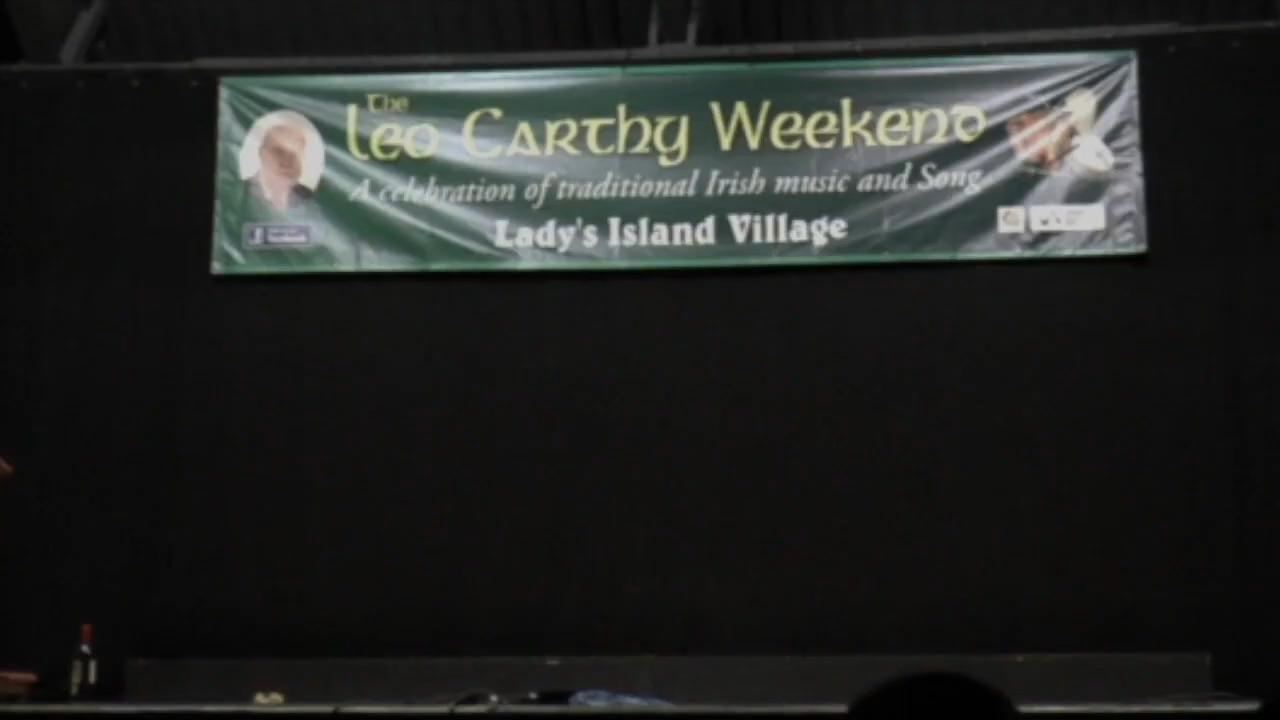 The
Leo Carthy Weekend
A celebration of traditional Irish music and Song
Lady's Island Village